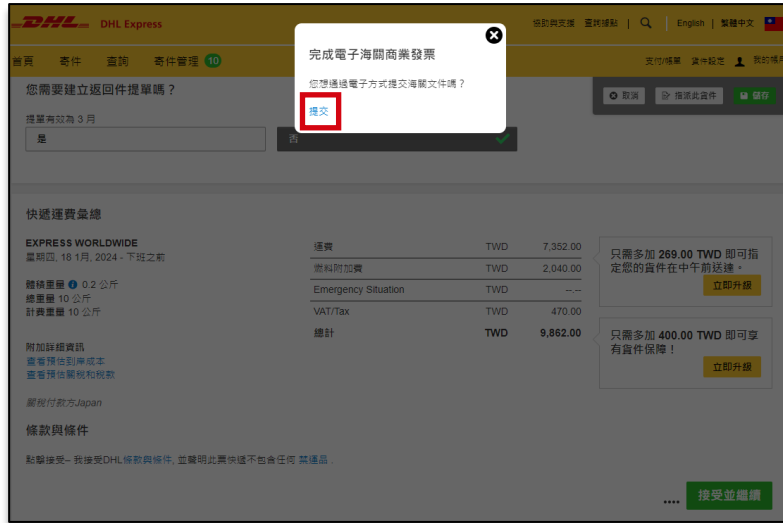 DHL DHL Express
協助與支援 查詢據點 | English | 繁體中文
首頁 寄件 查詢 寄件管理 10
支付/帳單 貨件設定 我的帳戶
完成電子海關商業發票
您想通過電子方式提交海關文件嗎？
提交
您需要建立返回件提單嗎？
取消 指派此貨件 儲存
提單有效為 3 月
是 否
快遞運費彙總
EXPRESS WORLDWIDE
星期四, 18 1月, 2024 - 下班之前
體積重量 0.2 公斤
總重量 10 公斤
計費重量 10 公斤
附加詳細資訊
查看預估到岸成本
查看預估關稅和稅款
關稅付款方Japan
運費 TWD 7,352.00
燃料附加費 TWD 2,040.00
Emergency Situation TWD --.--
VAT/Tax TWD 470.00
總計 TWD 9,862.00
只需多加 269.00 TWD 即可指
定您的貨件在中午前送達。
立即升級
只需多加 400.00 TWD 即可享
有貨件保障！
立即升級
條款與條件
點擊接受– 我接受DHL條款與條件, 並聲明此票快遞不包含任何 禁運品 .
.... 接受並繼續